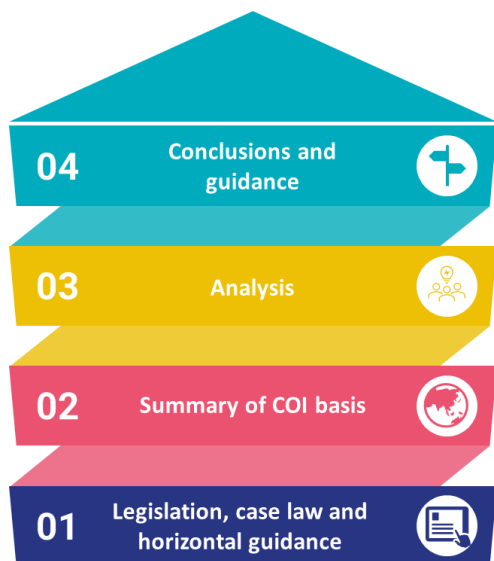 04
Conclusions and
guidance
03
Analysis
02
Summary of COI basis
01
Legislation, case law and
horizontal guidance